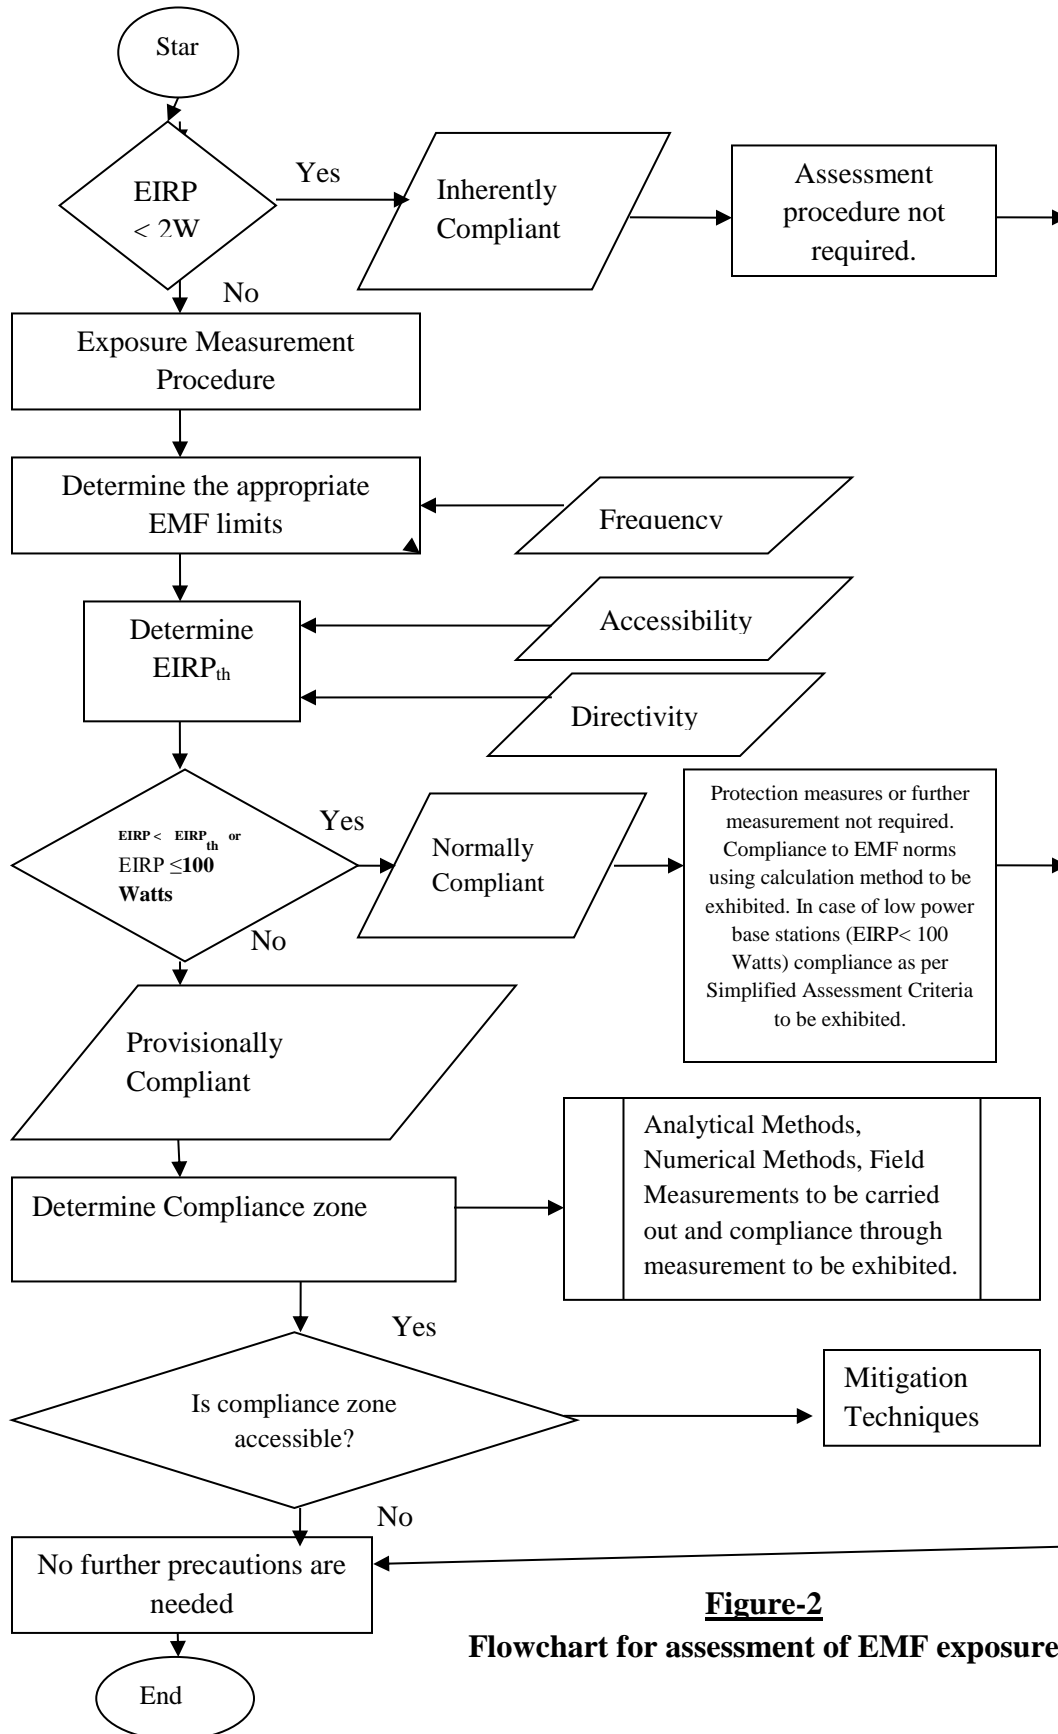 Star
EIRP
< 2W
Yes
Inherently
Compliant
Assessment
procedure not
required.
No
Exposure Measurement
Procedure
Determine the appropriate
EMF limits
Frequency
Determine
EIRPth
Accessibility
Directivity
EIRP < EIRPth or
EIRP ≤100
Watts
Yes
Normally
Compliant
Protection measures or further
measurement not required.
Compliance to EMF norms
using calculation method to be
exhibited. In case of low power
base stations (EIRP< 100
Watts) compliance as per
Simplified Assessment Criteria
to be exhibited.
No
Provisionally
Compliant
Determine Compliance zone
Analytical Methods,
Numerical Methods, Field
Measurements to be carried
out and compliance through
measurement to be exhibited.
Yes
Is compliance zone
accessible?
Mitigation
Techniques
No
No further precautions are
needed
End
Figure-2
Flowchart for assessment of EMF exposure